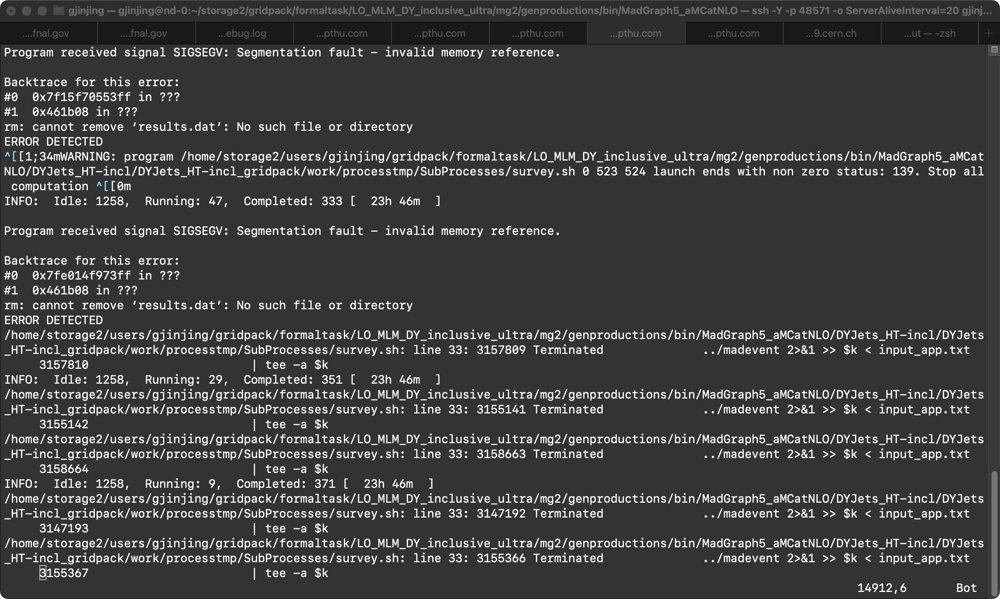 gjinjing — gjinjing@nd-0:~/storage2/gridpack/formaltask/LO_MLM_DY_inclusive_ultra/mg2/genproductions/bin/MadGraph5_aMCatNLO — ssh -Y -p 48571 -o ServerAliveInterval=20 gjinj...
....fnal.gov ....fnal.gov ...ebug.log ...pthu.com ...pthu.com ...pthu.com ...pthu.com ...pthu.com ...9.cern.ch ...ut — -zsh +
Program received signal SIGSEGV: Segmentation fault – invalid memory reference.
Backtrace for this error:
#0  0x7f15f70553ff in ???
#1  0x461b08 in ???
rm: cannot remove ‘results.dat’: No such file or directory
ERROR DETECTED
^[[1;34mWARNING: program /home/storage2/users/gjinjing/gridpack/formaltask/LO_MLM_DY_inclusive_ultra/mg2/genproductions/bin/MadGraph5_aMCat
NLO/DYJets_HT-incl/DYJets_HT-incl_gridpack/work/processtmp/SubProcesses/survey.sh 0 523 524 launch ends with non zero status: 139. Stop all
 computation ^[[0m
INFO:  Idle: 1258,  Running: 47,  Completed: 333 [  23h 46m  ]
Program received signal SIGSEGV: Segmentation fault – invalid memory reference.
Backtrace for this error:
#0  0x7fe014f973ff in ???
#1  0x461b08 in ???
rm: cannot remove ‘results.dat’: No such file or directory
ERROR DETECTED
/home/storage2/users/gjinjing/gridpack/formaltask/LO_MLM_DY_inclusive_ultra/mg2/genproductions/bin/MadGraph5_aMCatNLO/DYJets_HT-incl/DYJets
_HT-incl_gridpack/work/processtmp/SubProcesses/survey.sh: line 33: 3157809 Terminated              ../madevent 2>&1 >> $k < input_app.txt
     3157810                       | tee -a $k
INFO:  Idle: 1258,  Running: 29,  Completed: 351 [  23h 46m  ]
/home/storage2/users/gjinjing/gridpack/formaltask/LO_MLM_DY_inclusive_ultra/mg2/genproductions/bin/MadGraph5_aMCatNLO/DYJets_HT-incl/DYJets
_HT-incl_gridpack/work/processtmp/SubProcesses/survey.sh: line 33: 3155141 Terminated              ../madevent 2>&1 >> $k < input_app.txt
     3155142                       | tee -a $k
/home/storage2/users/gjinjing/gridpack/formaltask/LO_MLM_DY_inclusive_ultra/mg2/genproductions/bin/MadGraph5_aMCatNLO/DYJets_HT-incl/DYJets
_HT-incl_gridpack/work/processtmp/SubProcesses/survey.sh: line 33: 3158663 Terminated              ../madevent 2>&1 >> $k < input_app.txt
     3158664                       | tee -a $k
INFO:  Idle: 1258,  Running: 9,  Completed: 371 [  23h 46m  ]
/home/storage2/users/gjinjing/gridpack/formaltask/LO_MLM_DY_inclusive_ultra/mg2/genproductions/bin/MadGraph5_aMCatNLO/DYJets_HT-incl/DYJets
_HT-incl_gridpack/work/processtmp/SubProcesses/survey.sh: line 33: 3147192 Terminated              ../madevent 2>&1 >> $k < input_app.txt
     3147193                       | tee -a $k
/home/storage2/users/gjinjing/gridpack/formaltask/LO_MLM_DY_inclusive_ultra/mg2/genproductions/bin/MadGraph5_aMCatNLO/DYJets_HT-incl/DYJets
_HT-incl_gridpack/work/processtmp/SubProcesses/survey.sh: line 33: 3155366 Terminated              ../madevent 2>&1 >> $k < input_app.txt
     3155367                       | tee -a $k
14912,6       Bot